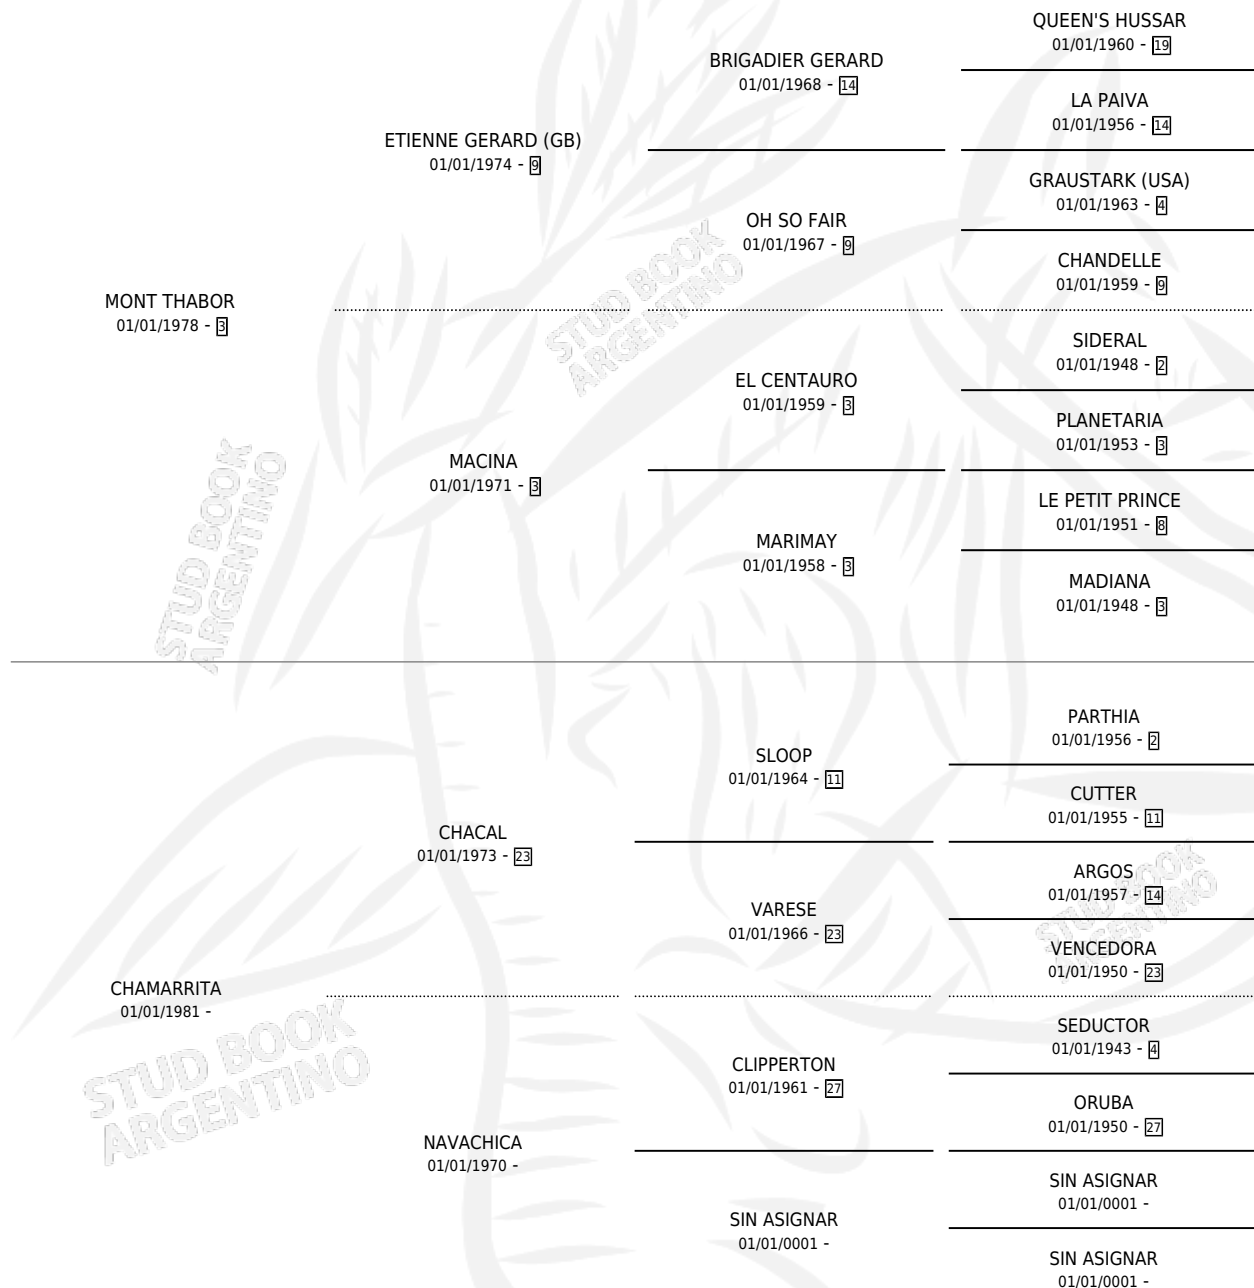 QUEEN'S HUSSAR
01/01/1960 - 19
BRIGADIER GERARD
01/01/1968 - 14
LA PAIVA
01/01/1956 - 14
ETIENNE GERARD (GB)
01/01/1974 - 9
GRAUSTARK (USA)
01/01/1963 - 4
OH SO FAIR
01/01/1967 - 9
CHANDELLE
01/01/1959 - 9
MONT THABOR
01/01/1978 - 3
STUD BOOK
ARGENTINO
SIDERAL
01/01/1948 - 2
EL CENTAURO
01/01/1959 - 3
PLANETARIA
01/01/1953 - 3
MACINA
01/01/1971 - 3
LE PETIT PRINCE
01/01/1951 - 8
MARIMAY
01/01/1958 - 3
MADIANA
01/01/1948 - 3
STUD BOOK
ARGENTINO
PARTHIA
01/01/1956 - 2
SLOOP
01/01/1964 - 11
CUTTER
01/01/1955 - 11
CHACAL
01/01/1973 - 23
ARGOS
01/01/1957 - 14
VARESE
01/01/1966 - 23
STUD BOOK
ARGENTINO
VENCEDORA
01/01/1950 - 23
CHAMARRITA
01/01/1981 -
STUD BOOK
ARGENTINO
SEDUCTOR
01/01/1943 - 4
CLIPPERTON
01/01/1961 - 27
ORUBA
01/01/1950 - 27
NAVACHICA
01/01/1970 -
SIN ASIGNAR
01/01/0001 -
SIN ASIGNAR
01/01/0001 -
SIN ASIGNAR
01/01/0001 -